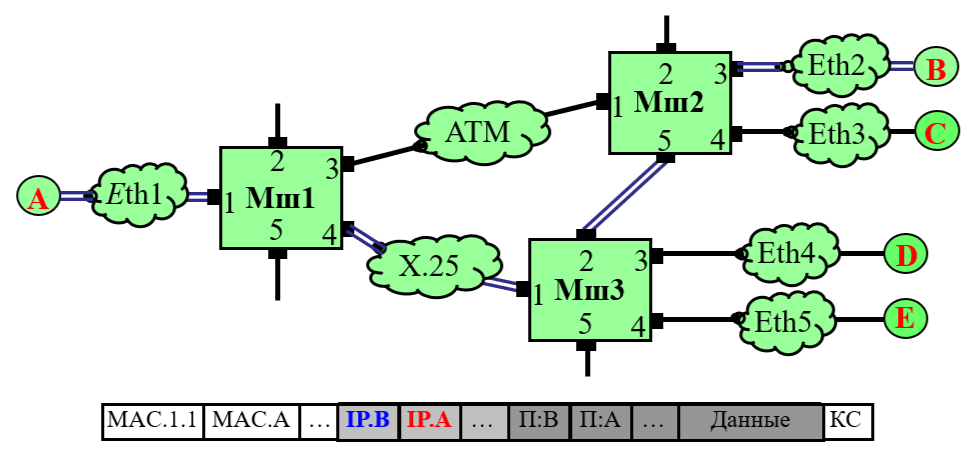 2 3 Eth2 B
1 Мш2
ATM
5 4 Eth3 C
2 3
A Eth1 1 Мш1
5 4
X.25
2 3 Eth4 D
1 Мш3
5 4 Eth5 E
MAC.1.1 MAC.A ... IP.B IP.A ... П:B П:A ... Данные КС